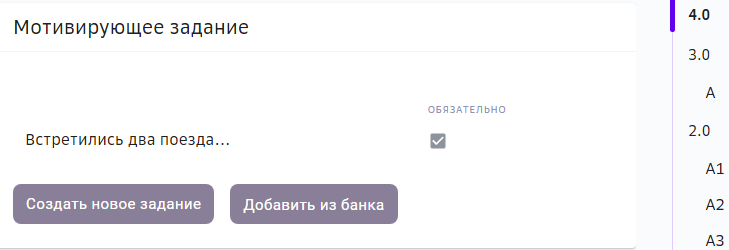 Мотивирующее задание
ОБЯЗАТЕЛЬНО
Встретились два поезда...
Создать новое задание
Добавить из банка
4.0
3.0
A
2.0
A1
A2
A3